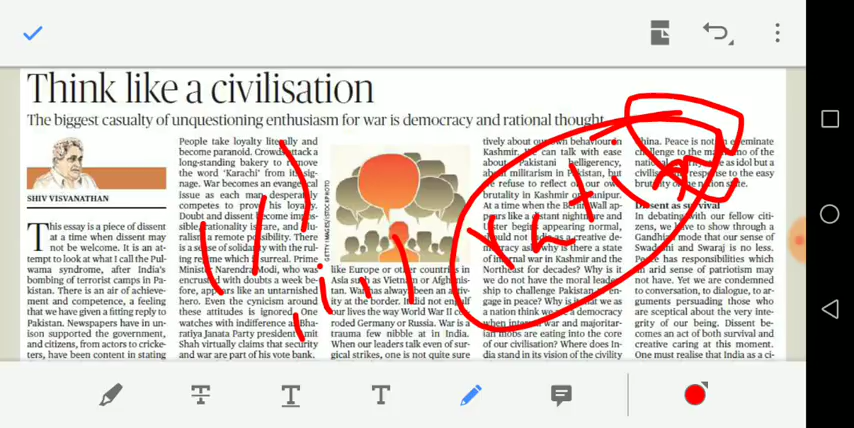 Think like a civilisation
The biggest casualty of unquestioning enthusiasm for war is democracy and rational thought
SHIV VISVANATHAN
This essay is a piece of dissent
at a time when dissent may
not be welcome. It is an at-
tempt to look at what I call the Pul-
wama syndrome, after India's
bombing of terrorist camps in Pa-
kistan. There is an air of achieve-
ment and competence, a feeling
that we have given a fitting reply to
Pakistan. Newspapers have in un-
ison supported the government,
and citizens, from actors to cricke-
ters, have been content in stating
People take loyalty literally and
become paranoid. Crowds attack a
long-standing bakery to remove
the word 'Karachi' from its sig-
nage. War becomes an evangelical
issue as each man desperately
competes to prove his loyalty.
Doubt and dissent become impos-
sible, rationality is rare, and plu-
ralism a remote possibility. There
is a sense of solidarity with the rul-
ing regime which is surreal. Prime
Minister Narendra Modi, who was
encrusted with doubts a week be-
fore, appears like an untarnished
hero. Even the cynicism around
these attitudes is ignored. One
watches with indifference as Bha-
ratiya Janata Party president Amit
Shah virtually claims that security
and war are part of his vote bank.
GETTY IMAGES/ISTOCKPHOTO
like Europe or other countries in
Asia such as Vietnam or Afghanis-
tan. War has always been an activ-
ity at the border. It did not engulf
our lives the way World War II cor-
roded Germany or Russia. War is a
trauma few nibble at in India.
When our leaders talk even of sur-
gical strikes, one is not quite sure
tively about our own behaviour in
Kashmir. We can talk with ease
about Pakistani belligerency,
about militarism in Pakistan, but
we refuse to reflect on our own
brutality in Kashmir or Manipur.
At a time when the Berlin Wall ap-
pears like a distant nightmare and
Ulster begins appearing normal,
should not India as a creative de-
mocracy ask why is there a state
of internal war in Kashmir and the
Northeast for decades? Why is it
we do not have the moral leader-
ship to challenge Pakistan to en-
gage in peace? Why is it that we as
a nation think we are a democracy
when internal war and majoritar-
ian mobs are eating into the core
of our civilisation? Where does In-
dia stand in its vision of the civility
China. Peace is not an effeminate
challenge to the machismo of the
national
civilisational response to the easy
brutality of the nation state.
Dissent as survival
In debating with our fellow citi-
zens, we have to show through a
Gandhian mode that our sense of
Swadeshi and Swaraj is no less.
Peace has responsibilities which
an arid sense of patriotism may
not have. Yet we are condemned
to conversation, to dialogue, to ar-
guments persuading those who
are sceptical about the very integ-
rity of our being. Dissent be-
comes an act of both survival and
creative caring at this moment.
One must realise that India as a ci-